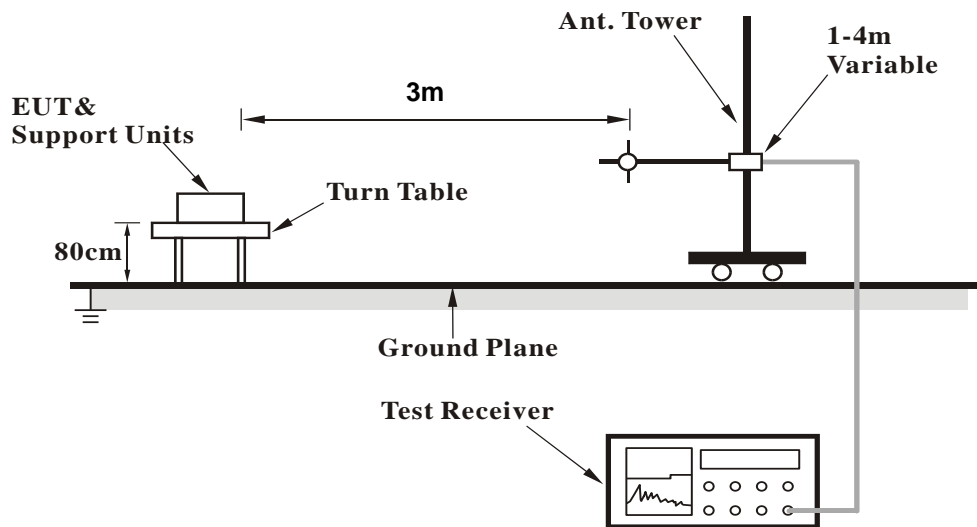 Ant. Tower
1-4m
Variable
3m
EUT&
Support Units
Turn Table
80cm
Ground Plane
Test Receiver